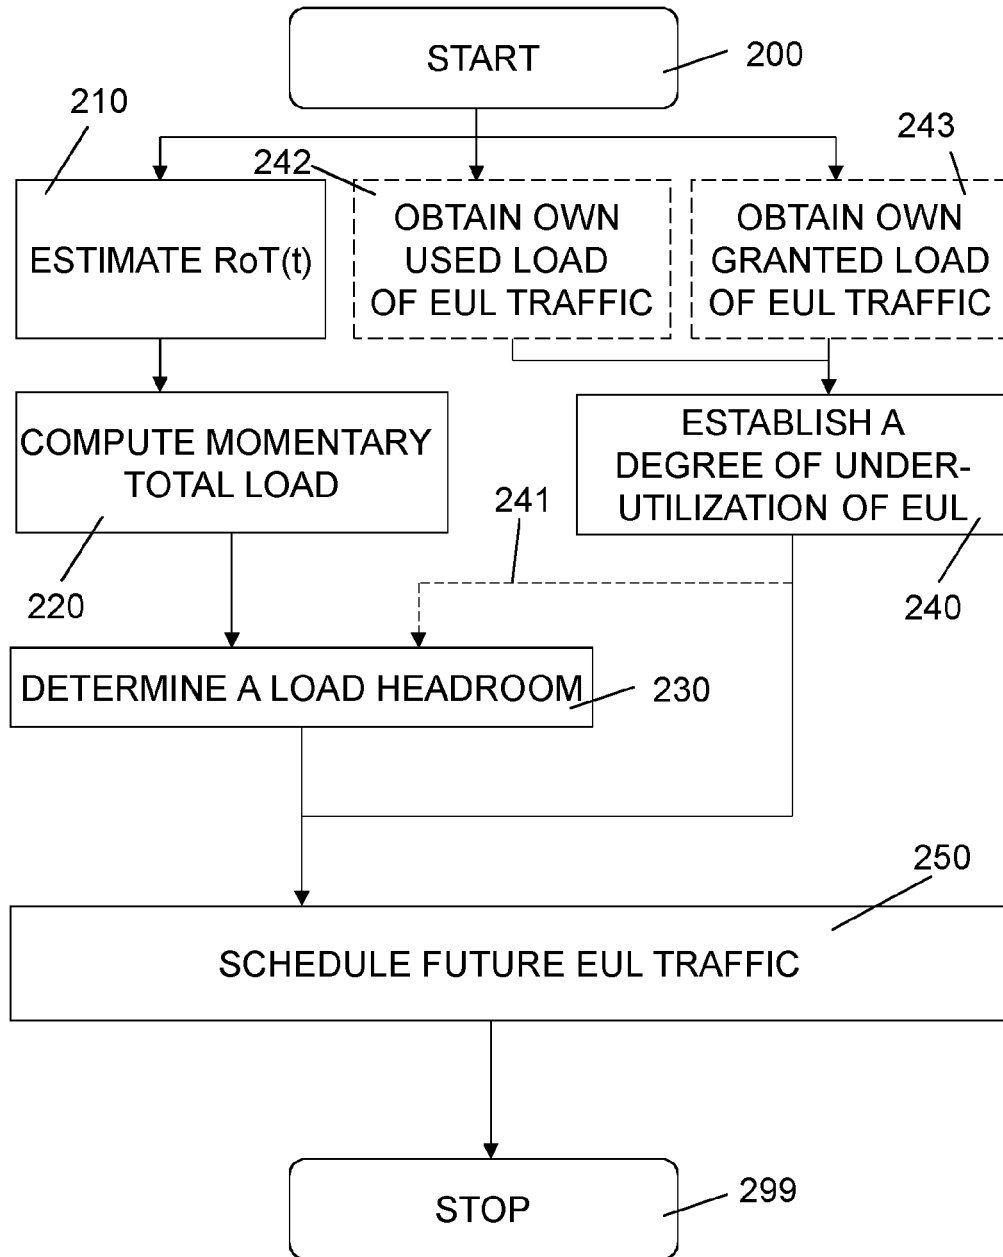 START
200
210
242
243
ESTIMATE RoT(t)
OBTAIN OWN
USED LOAD
OF EUL TRAFFIC
OBTAIN OWN
GRANTED LOAD
OF EUL TRAFFIC
COMPUTE MOMENTARY
TOTAL LOAD
220
ESTABLISH A
DEGREE OF UNDER-
UTILIZATION OF EUL
240
241
DETERMINE A LOAD HEADROOM
230
250
SCHEDULE FUTURE EUL TRAFFIC
STOP
299